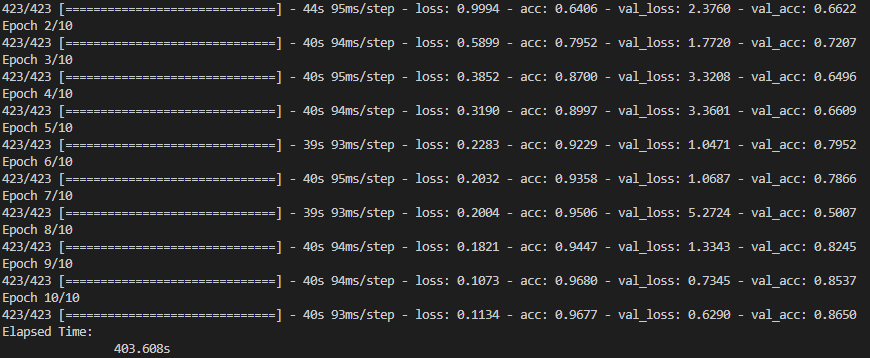 423/423 [==============================] - 44s 95ms/step - loss: 0.9994 - acc: 0.6406 - val_loss: 2.3760 - val_acc: 0.6622
Epoch 2/10
423/423 [==============================] - 40s 94ms/step - loss: 0.5899 - acc: 0.7952 - val_loss: 1.7720 - val_acc: 0.7207
Epoch 3/10
423/423 [==============================] - 40s 95ms/step - loss: 0.3852 - acc: 0.8700 - val_loss: 3.3208 - val_acc: 0.6496
Epoch 4/10
423/423 [==============================] - 40s 94ms/step - loss: 0.3190 - acc: 0.8997 - val_loss: 3.3601 - val_acc: 0.6609
Epoch 5/10
423/423 [==============================] - 39s 93ms/step - loss: 0.2283 - acc: 0.9229 - val_loss: 1.0471 - val_acc: 0.7952
Epoch 6/10
423/423 [==============================] - 40s 95ms/step - loss: 0.2032 - acc: 0.9358 - val_loss: 1.0687 - val_acc: 0.7866
Epoch 7/10
423/423 [==============================] - 39s 93ms/step - loss: 0.2004 - acc: 0.9506 - val_loss: 5.2724 - val_acc: 0.5007
Epoch 8/10
423/423 [==============================] - 40s 94ms/step - loss: 0.1821 - acc: 0.9447 - val_loss: 1.3343 - val_acc: 0.8245
Epoch 9/10
423/423 [==============================] - 40s 94ms/step - loss: 0.1073 - acc: 0.9680 - val_loss: 0.7345 - val_acc: 0.8537
Epoch 10/10
423/423 [==============================] - 40s 93ms/step - loss: 0.1134 - acc: 0.9677 - val_loss: 0.6290 - val_acc: 0.8650
Elapsed Time:
403.608s